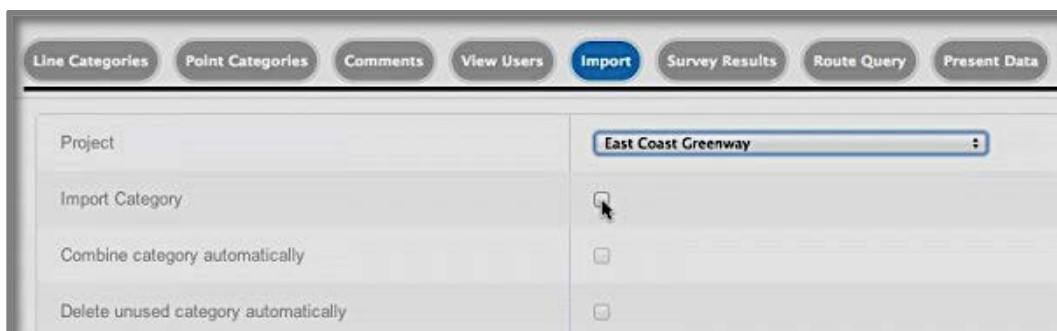 Line Categories Point Categories Comments View Users Import Survey Results Route Query Present Data
Project East Coast Greenway
Import Category
Combine category automatically
Delete unused category automatically